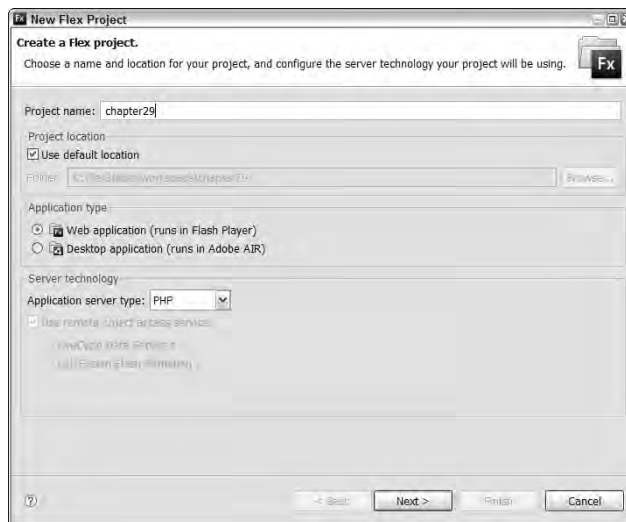 Fx New Flex Project
Create a Flex project.
Choose a name and location for your project, and configure the server technology your project will be using.
Fx
Project name: chapter29
Project location
Use default location
Folder:
Browse...
Application type
Web application (runs in Flash Player)
Desktop application (runs in Adobe AIR)
Server technology
Application server type: PHP
Use remote object access service
?
< Back
Next >
Finish
Cancel